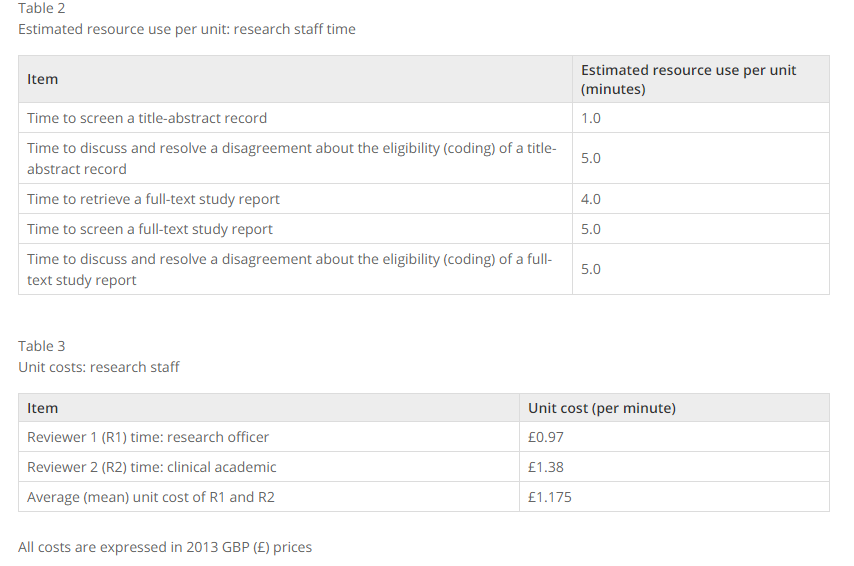 Table 2
Estimated resource use per unit: research staff time
Item
Estimated resource use per unit
(minutes)
Time to screen a title-abstract record
1.0
Time to discuss and resolve a disagreement about the eligibility (coding) of a title-
abstract record
5.0
Time to retrieve a full-text study report
4.0
Time to screen a full-text study report
5.0
Time to discuss and resolve a disagreement about the eligibility (coding) of a full-
text study report
5.0
Table 3
Unit costs: research staff
Item
Unit cost (per minute)
Reviewer 1 (R1) time: research officer
£0.97
Reviewer 2 (R2) time: clinical academic
£1.38
Average (mean) unit cost of R1 and R2
£1.175
All costs are expressed in 2013 GBP (£) prices